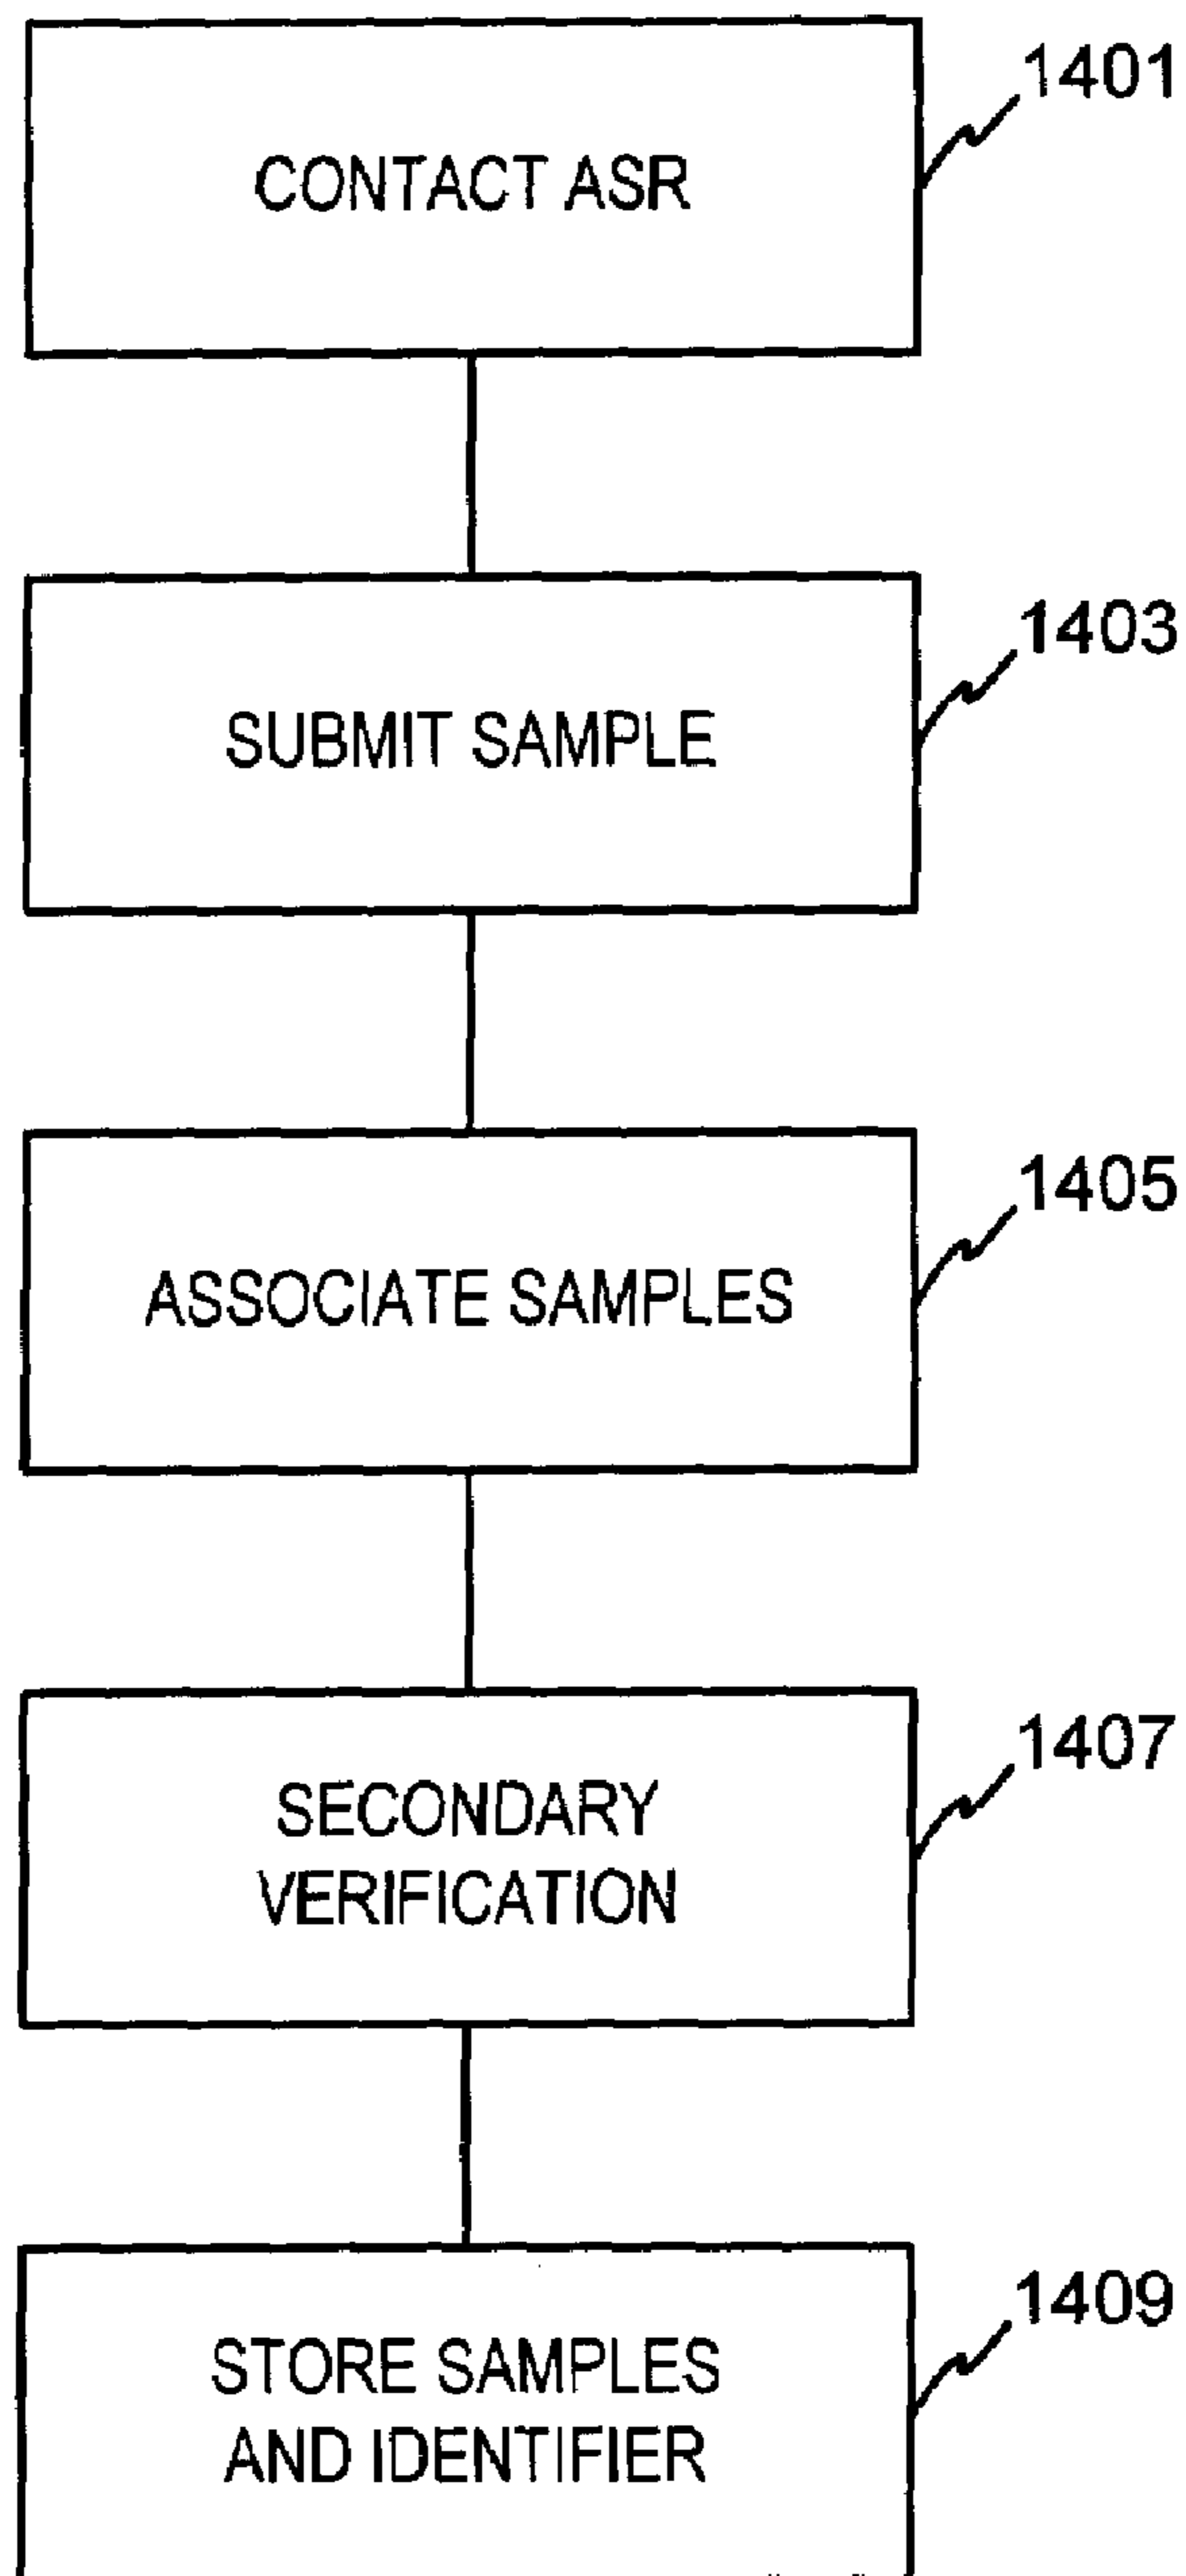 1401
CONTACT ASR
1403
SUBMIT SAMPLE
1405
ASSOCIATE SAMPLES
1407
SECONDARY
VERIFICATION
1409
STORE SAMPLES
AND IDENTIFIER